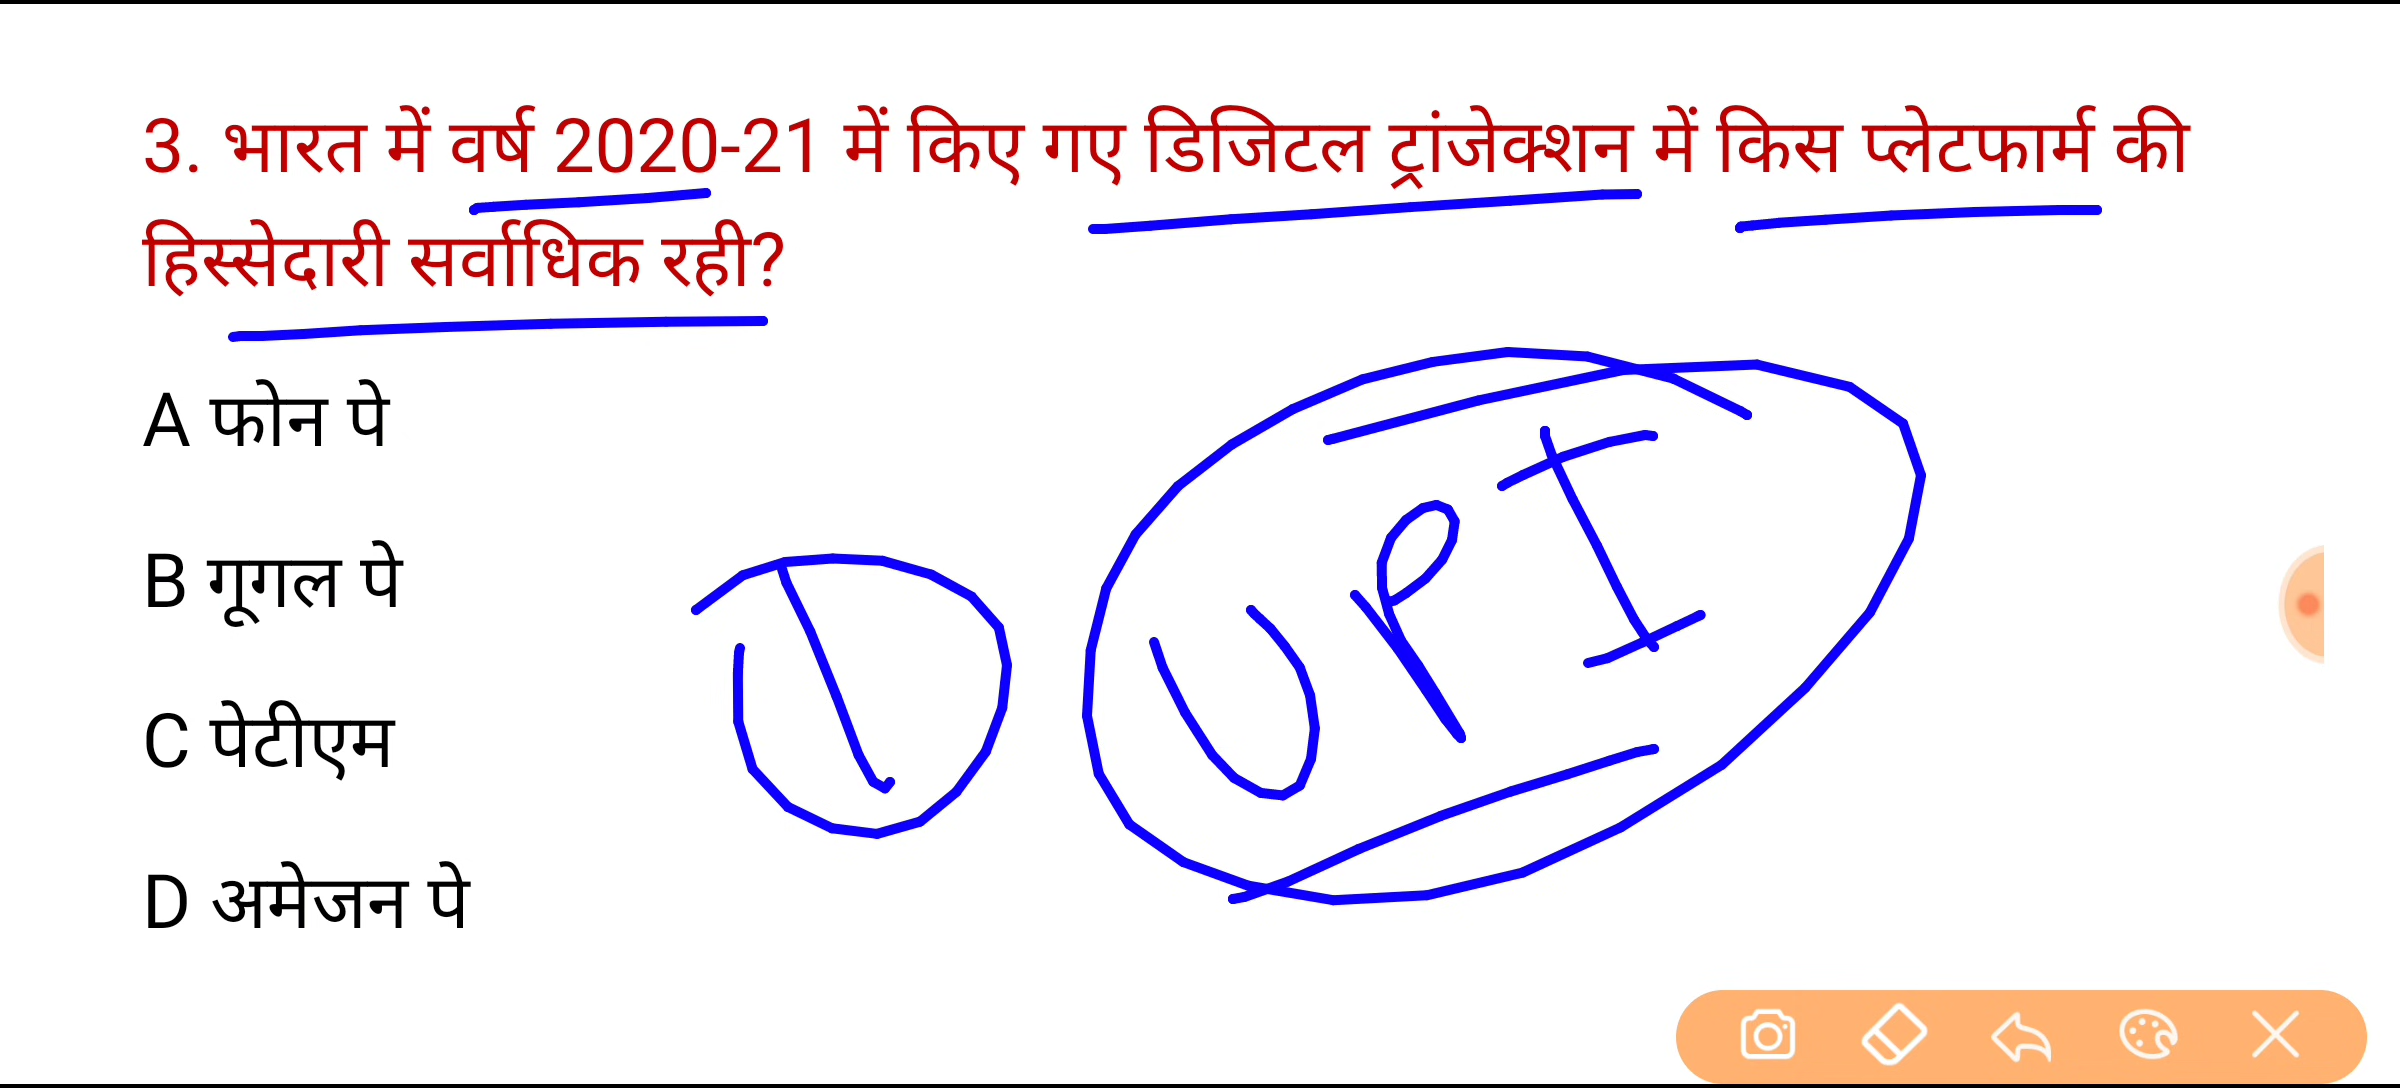 3. भारत में वर्ष 2020-21 में किए गए डिजिटल ट्रांजेक्शन में किस प्लेटफार्म की
हिस्सेदारी सर्वाधिक रही?
A फोन पे
B गूगल पे
C पेटीएम
D अमेजन पे
UPI